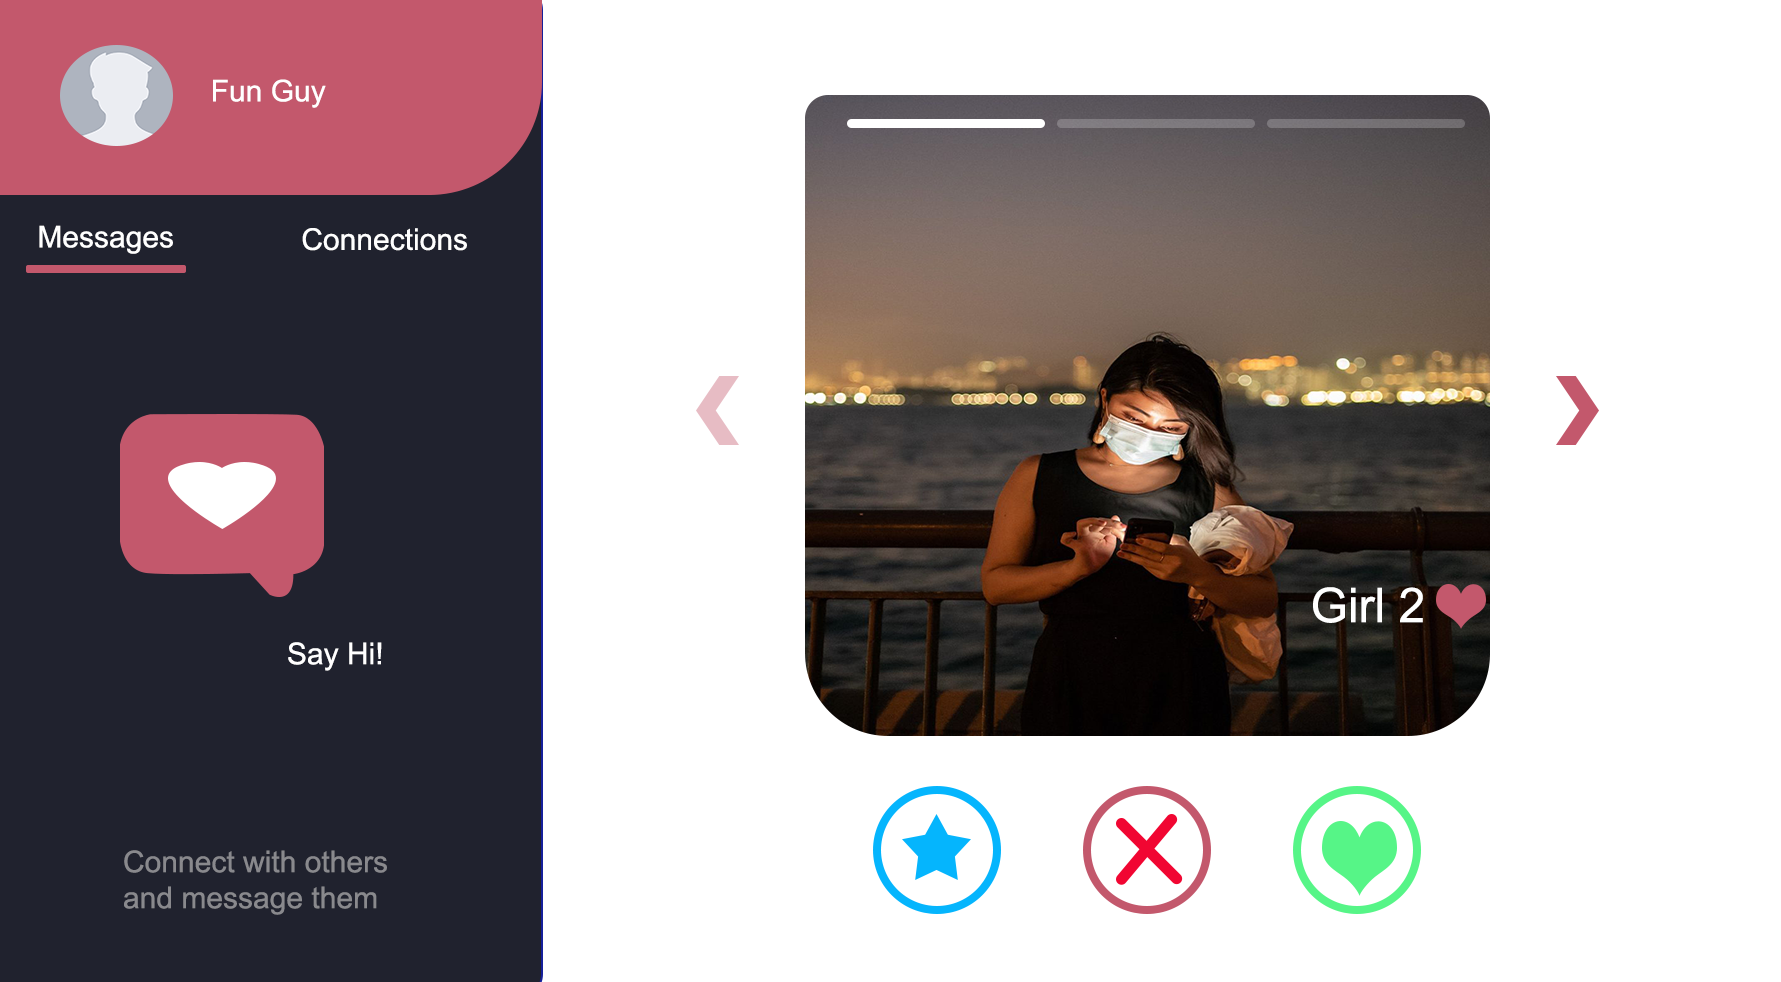 Fun Guy
Messages
Connections
Say Hi!
Connect with others
and message them
Girl 2